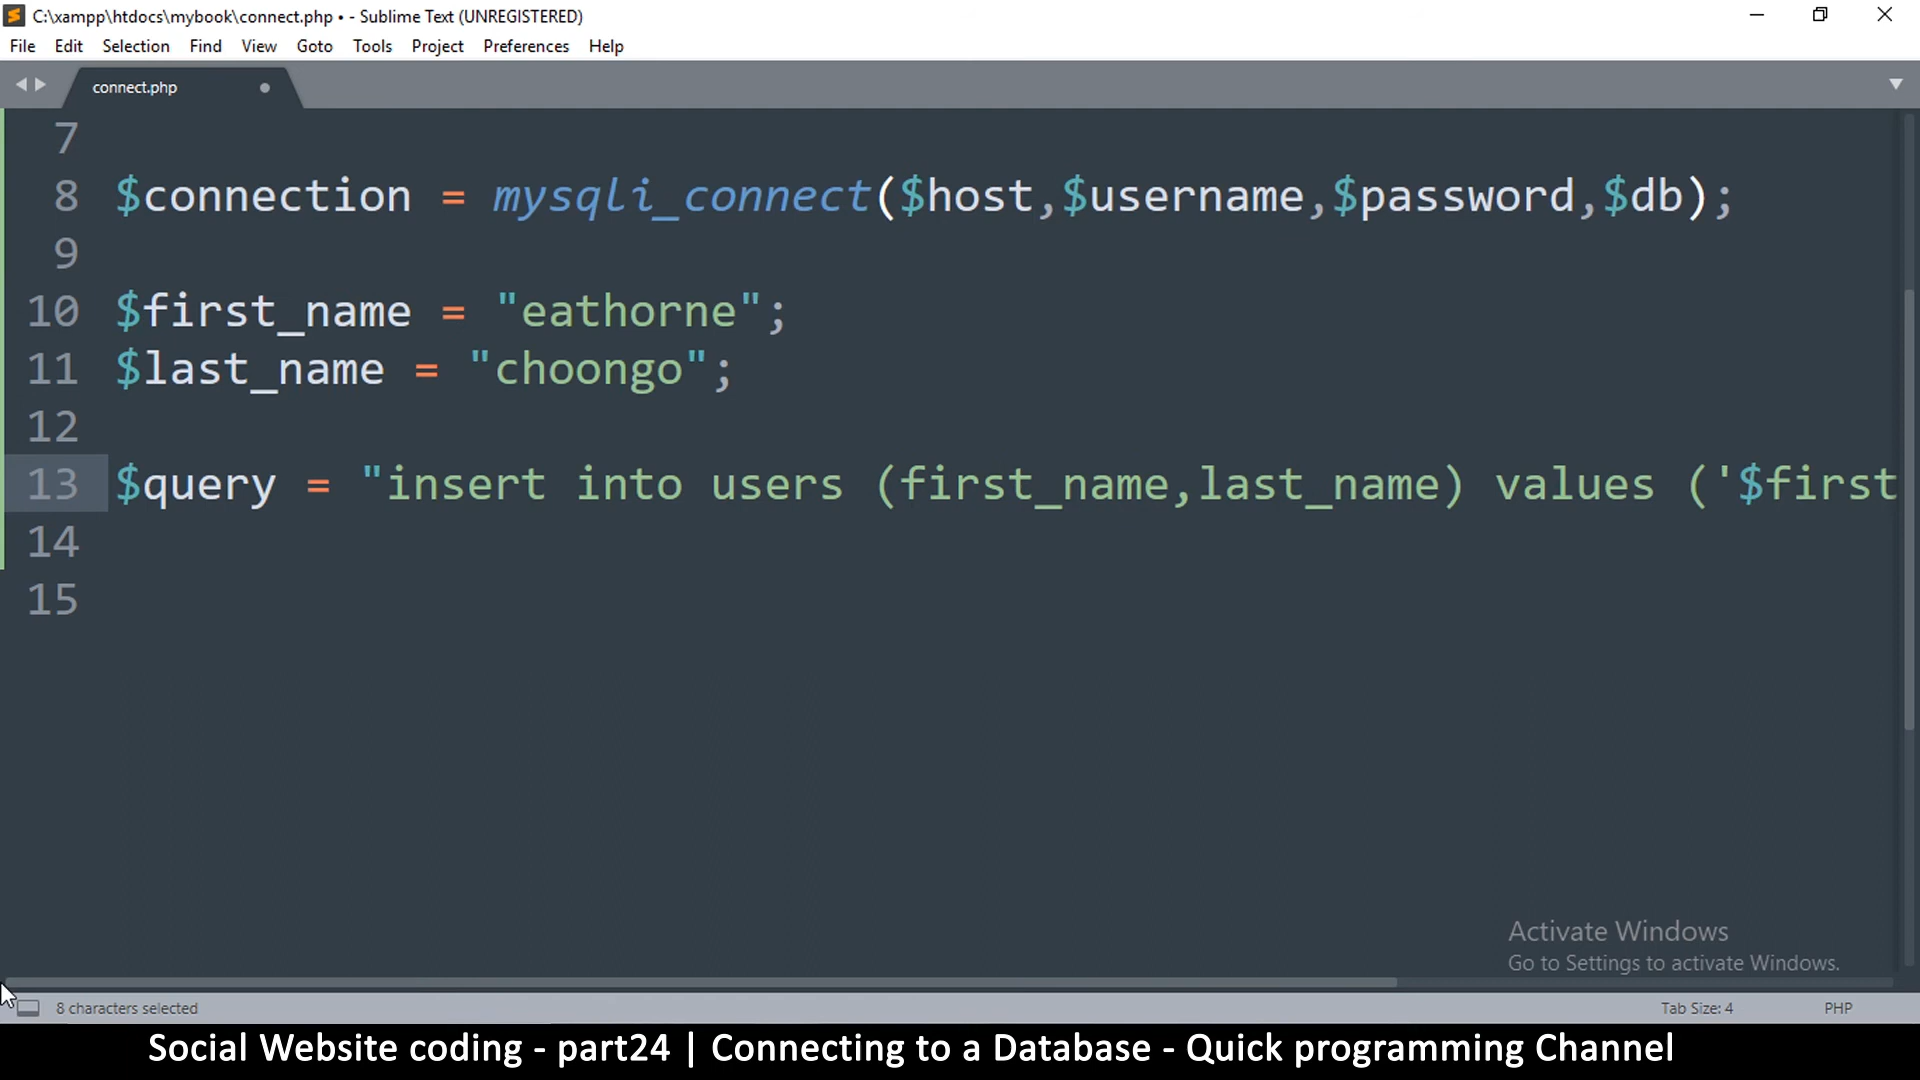 C:\xampp\htdocs\mybook\connect.php • - Sublime Text (UNREGISTERED)
File Edit Selection Find View Goto Tools Project Preferences Help
connect.php
7
8 $connection = mysqli_connect($host,$username,$password,$db);
9
10 $first_name = "eathorne";
11 $last_name = "choongo";
12
13 $query = "insert into users (first_name,last_name) values ('$first
14
15
Activate Windows
Go to Settings to activate Windows.
8 characters selected Tab Size: 4 PHP
Social Website coding - part24 | Connecting to a Database - Quick programming Channel